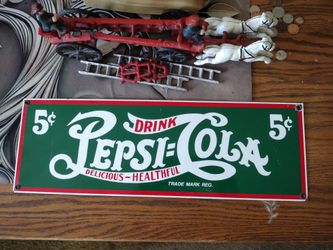 5¢ DRINK 5¢
PEPSI=COLA
DELICIOUS-HEALTHFUL
TRADE MARK REG.